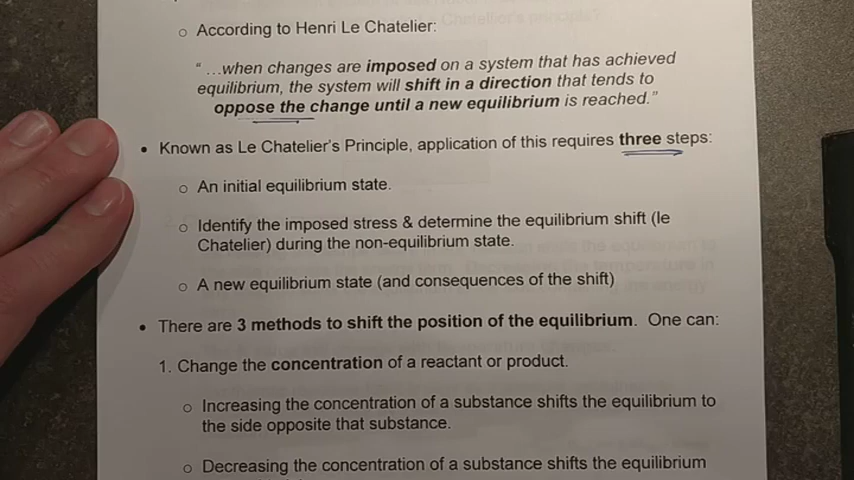 ○ According to Henri Le Chatelier:
“ …when changes are imposed on a system that has achieved
equilibrium, the system will shift in a direction that tends to
oppose the change until a new equilibrium is reached.”
• Known as Le Chatelier's Principle, application of this requires three steps:
○ An initial equilibrium state.
○ Identify the imposed stress & determine the equilibrium shift (le
Chatelier) during the non-equilibrium state.
○ A new equilibrium state (and consequences of the shift)
• There are 3 methods to shift the position of the equilibrium. One can:
1. Change the concentration of a reactant or product.
○ Increasing the concentration of a substance shifts the equilibrium to
the side opposite that substance.
○ Decreasing the concentration of a substance shifts the equilibrium